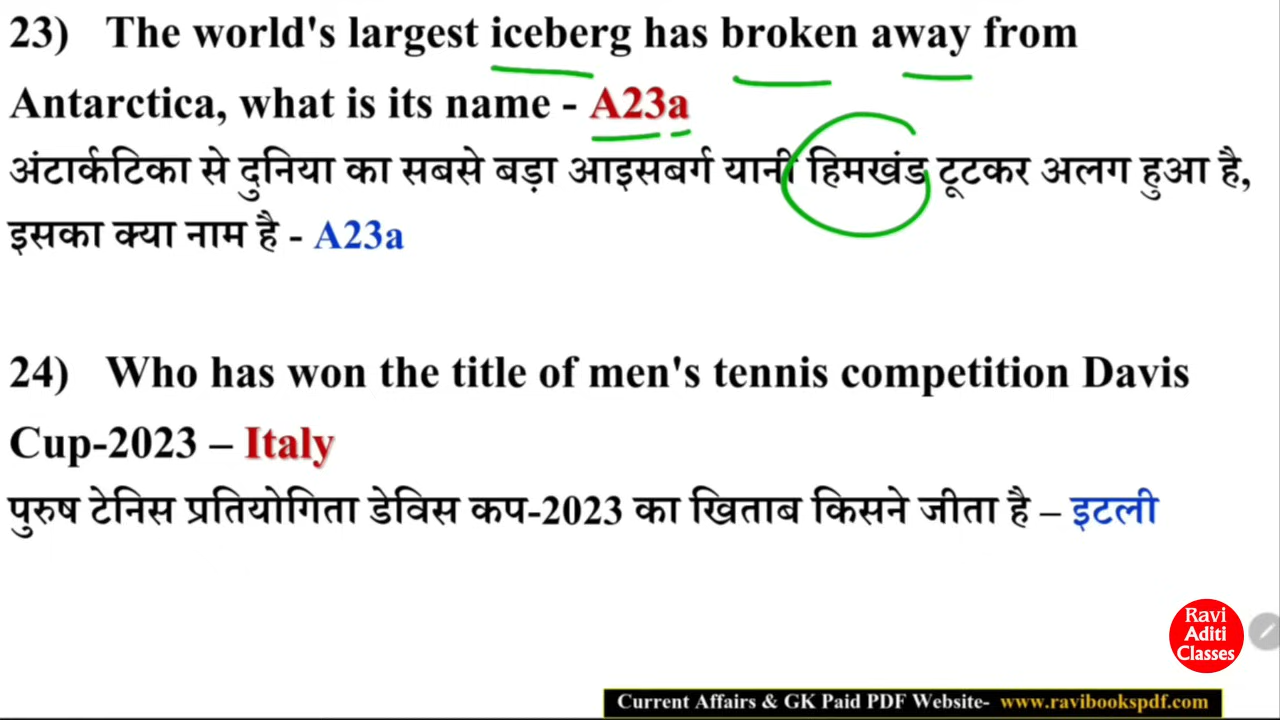 23) The world's largest iceberg has broken away from
Antarctica, what is its name - A23a
अंटार्कटिका से दुनिया का सबसे बड़ा आइसबर्ग यानी हिमखंड टूटकर अलग हुआ है,
इसका क्या नाम है - A23a
24) Who has won the title of men's tennis competition Davis
Cup-2023 – Italy
पुरुष टेनिस प्रतियोगिता डेविस कप-2023 का खिताब किसने जीता है – इटली
Ravi
Aditi
Classes
Current Affairs & GK Paid PDF Website- www.ravibookspdf.com